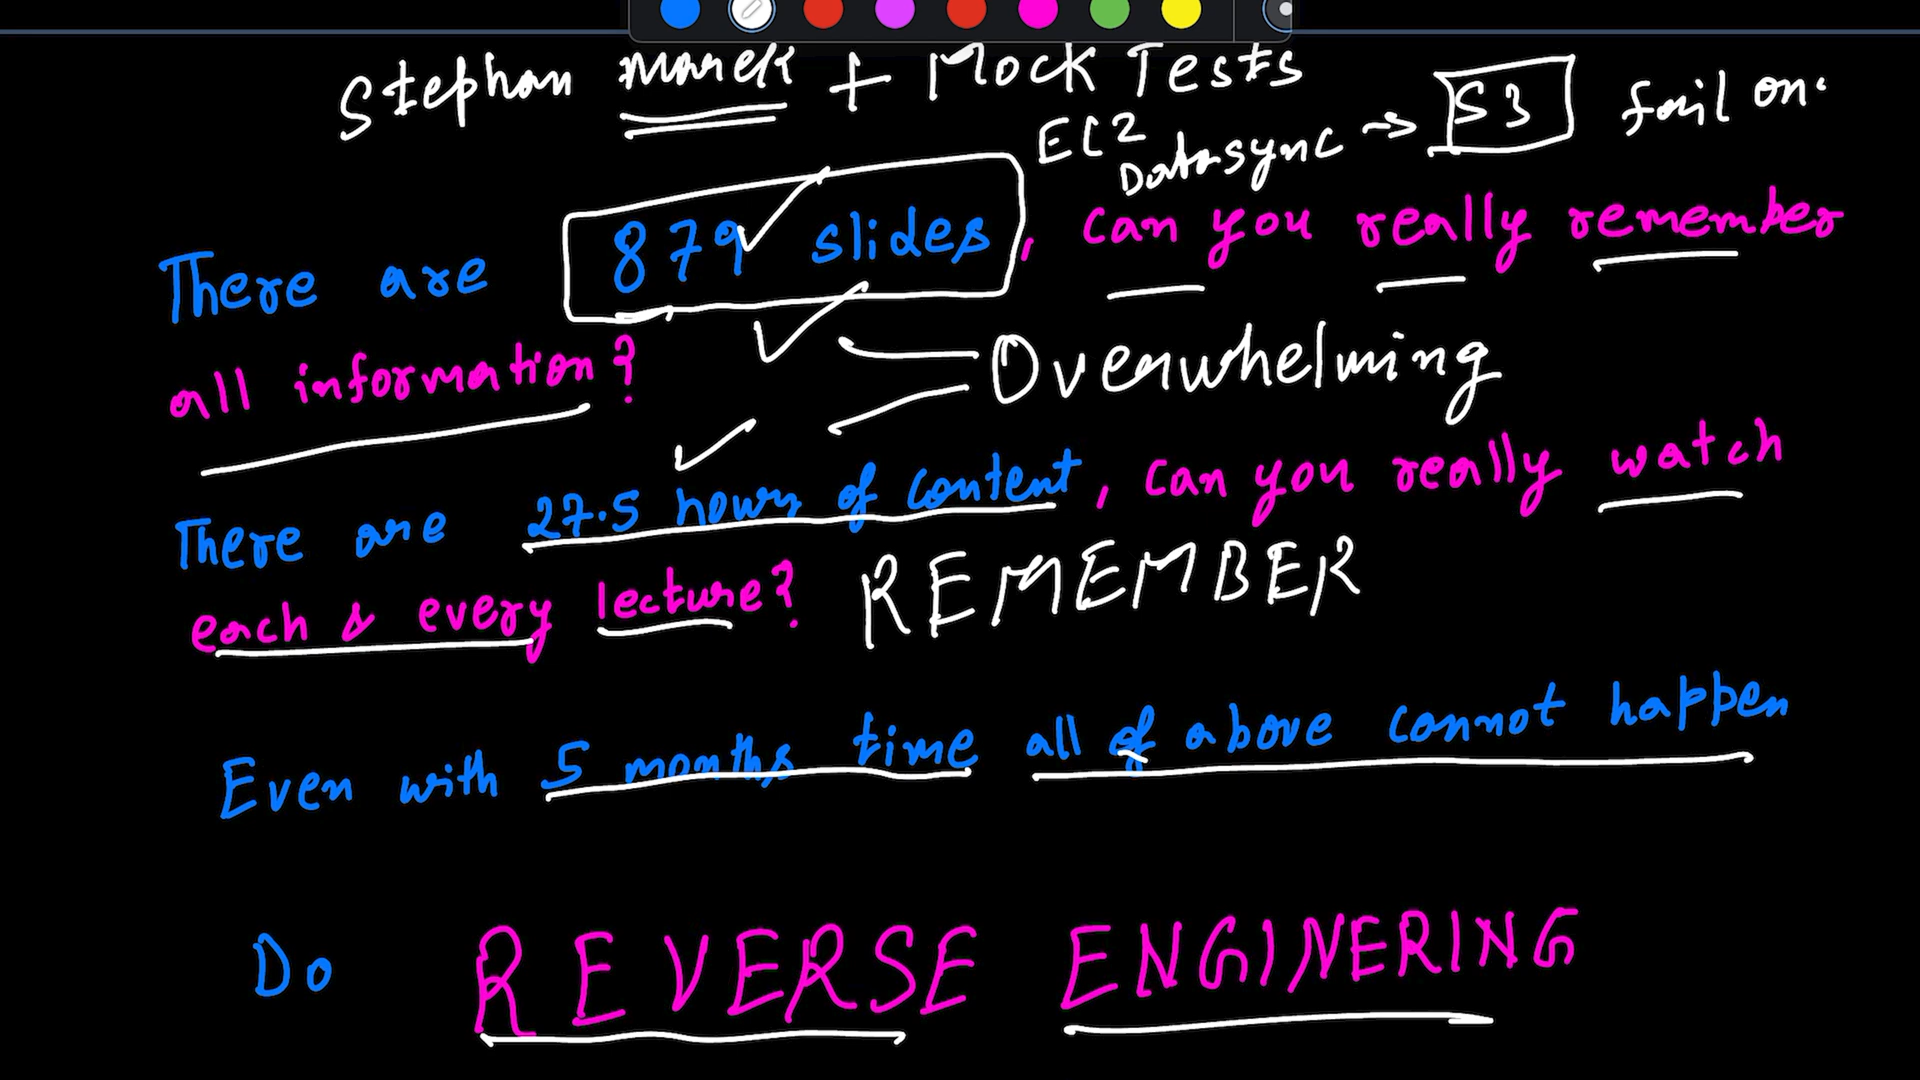 Stephan Marek + Mock Tests
EC2
Datasync → S3 fail on
There are 879 slides, can you really remember
all information?
Overwhelming
There are 27.5 hours of content, can you really watch
each & every lecture? REMEMBER
Even with 5 months time all of above cannot happen
Do REVERSE ENGINERING